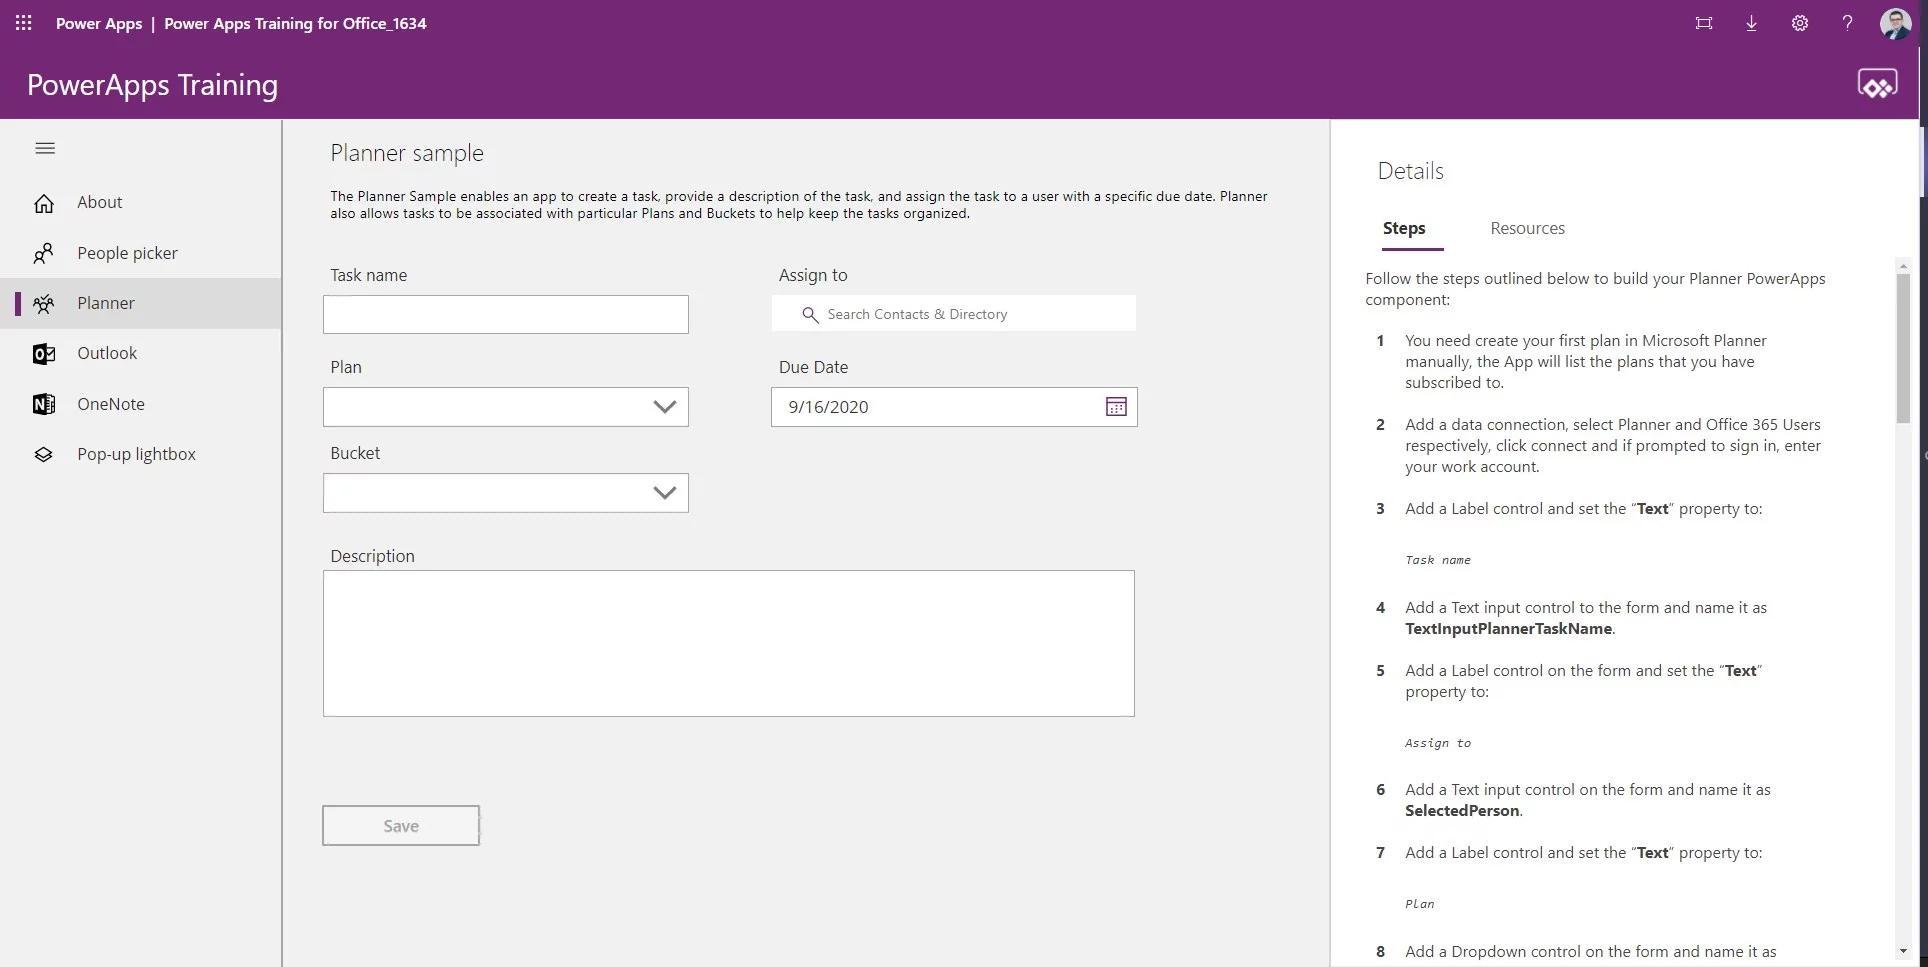 Power Apps | Power Apps Training for Office_1634
PowerApps Training
About
People picker
Planner
Outlook
OneNote
Pop-up lightbox
Planner sample
The Planner Sample enables an app to create a task, provide a description of the task, and assign the task to a user with a specific due date. Planner
also allows tasks to be associated with particular Plans and Buckets to help keep the tasks organized.
Task name
Assign to
Search Contacts & Directory
Plan
Due Date
9/16/2020
Bucket
Description
Save
Details
Steps
Resources
Follow the steps outlined below to build your Planner PowerApps
component:
1 You need create your first plan in Microsoft Planner
manually, the App will list the plans that you have
subscribed to.
2 Add a data connection, select Planner and Office 365 Users
respectively, click connect and if prompted to sign in, enter
your work account.
3 Add a Label control and set the “Text” property to:
Task name
4 Add a Text input control to the form and name it as
TextInputPlannerTaskName.
5 Add a Label control on the form and set the “Text”
property to:
Assign to
6 Add a Text input control on the form and name it as
SelectedPerson.
7 Add a Label control and set the “Text” property to:
Plan
8 Add a Dropdown control on the form and name it as